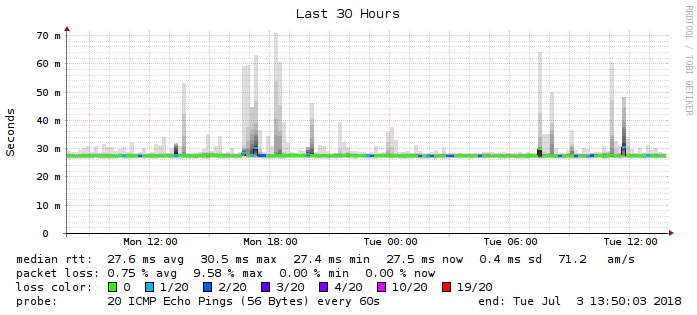 Last 30 Hours
RRDTOOL / TOBI OETIKER
Seconds
70 m
60 m
50 m
40 m
30 m
20 m
10 m
0
Mon 12:00 Mon 18:00 Tue 00:00 Tue 06:00 Tue 12:00
median rtt: 27.6 ms avg 30.5 ms max 27.4 ms min 27.5 ms now 0.4 ms sd 71.2 am/s
packet loss: 0.75 % avg 9.58 % max 0.00 % min 0.00 % now
loss color: 0 1/20 2/20 3/20 4/20 10/20 19/20
probe: 20 ICMP Echo Pings (56 Bytes) every 60s end: Tue Jul 3 13:50:03 2018